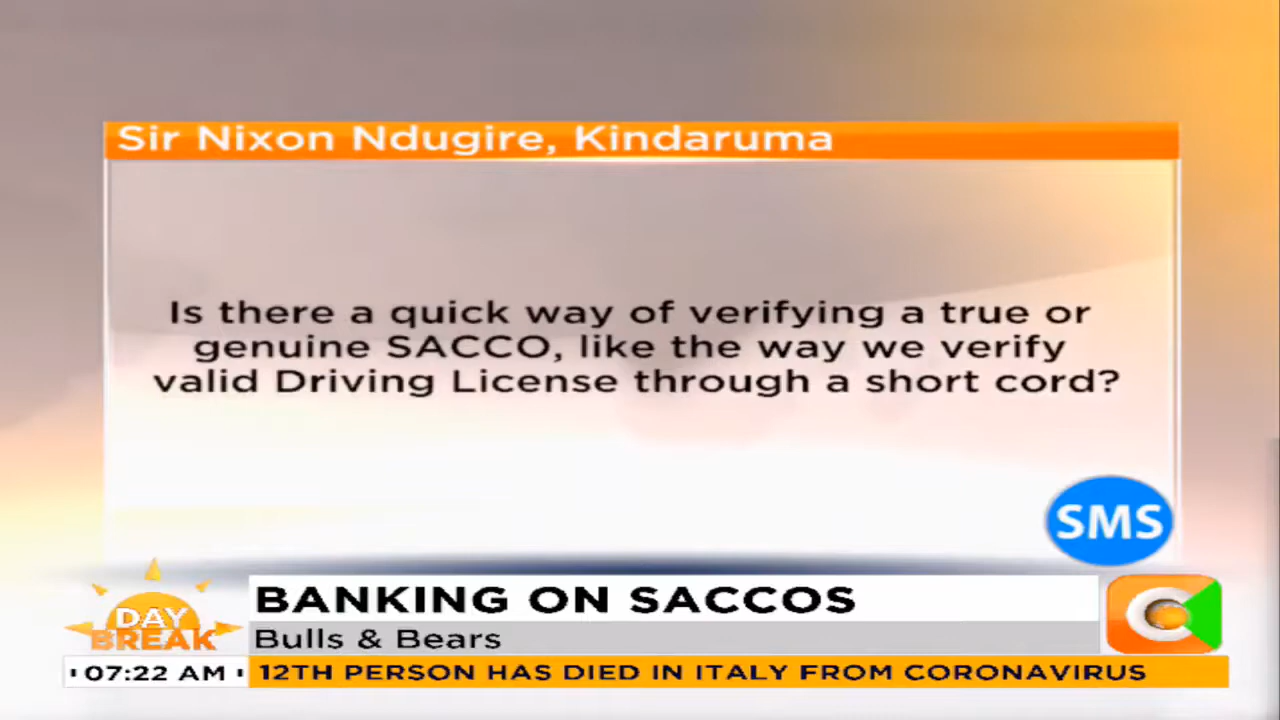 Sir Nixon Ndugire, Kindaruma
Is there a quick way of verifying a true or
genuine SACCO, like the way we verify
valid Driving License through a short cord?
SMS
DAY
BREAK
BANKING ON SACCOS
Bulls & Bears
07:22 AM
12TH PERSON HAS DIED IN ITALY FROM CORONAVIRUS